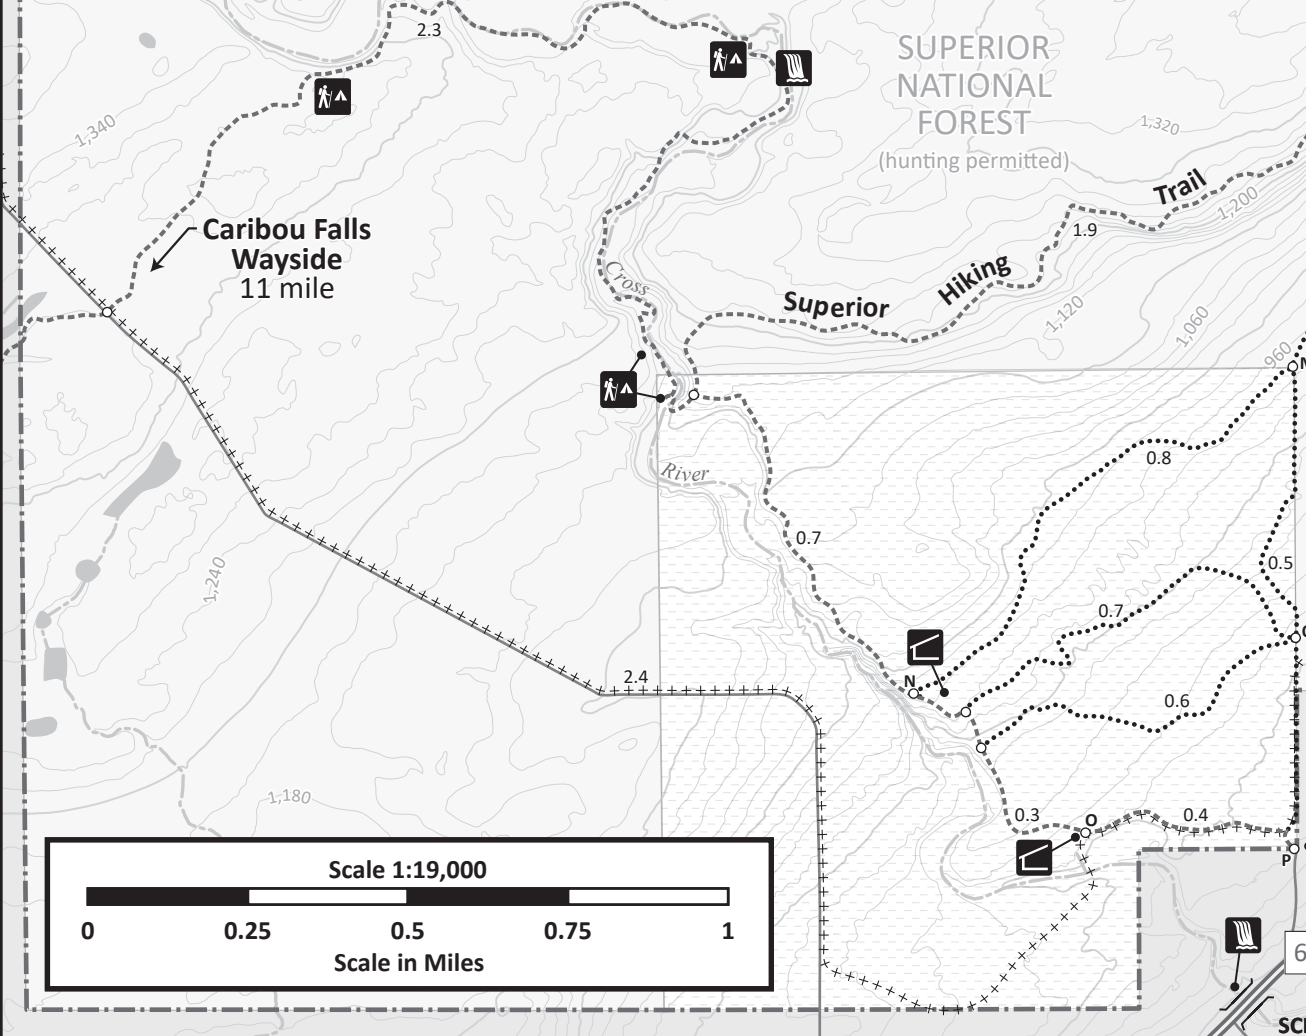 2.3
SUPERIOR
NATIONAL
FOREST
(hunting permitted)
1,340
1,320
Trail
1,200
Caribou Falls
Wayside
11 mile
1.9
Cross
Hiking
Superior
1,120
1,060
960
0.8
River
0.7
0.5
1,240
0.7
2.4
N
0.6
1,180
0.3
O
0.4
P
Scale 1:19,000
0 0.25 0.5 0.75 1
Scale in Miles
6